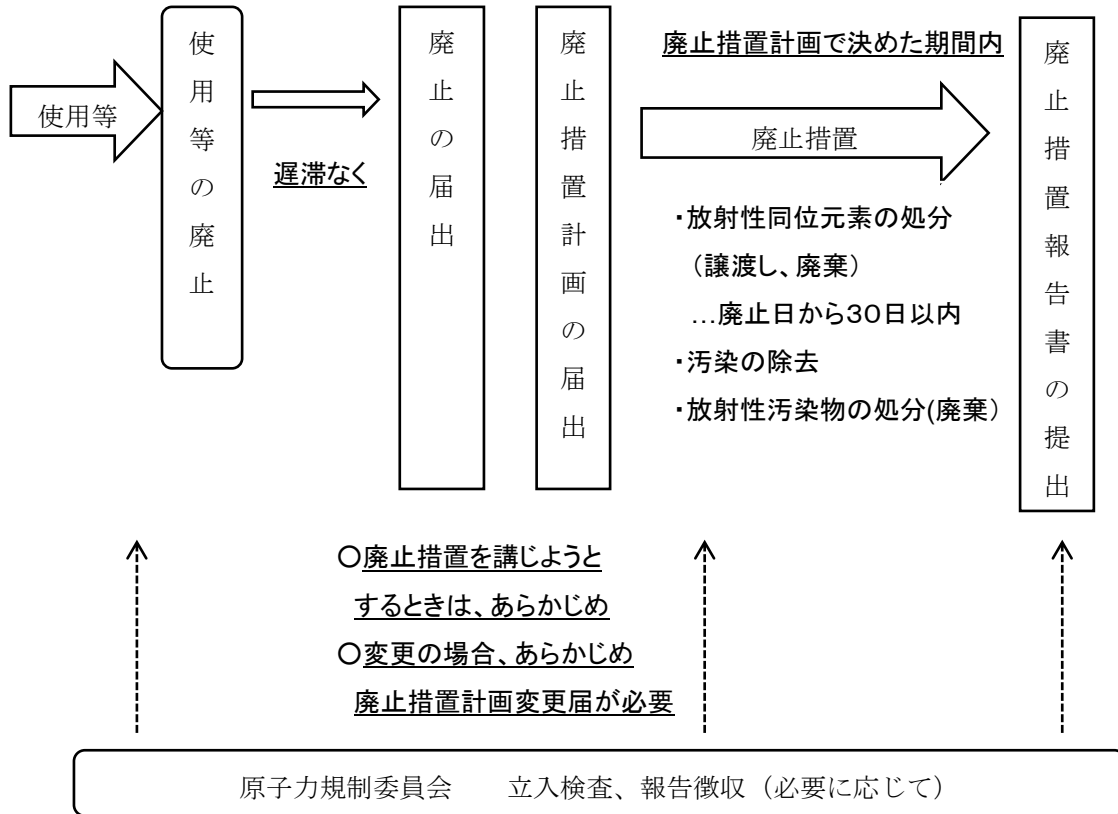 使用等
使用等の廃止
遅滞なく
廃止の届出
廃止措置計画の届出
廃止措置計画で決めた期間内
廃止措置
・放射性同位元素の処分
（譲渡し、廃棄）
…廃止日から30日以内
・汚染の除去
・放射性汚染物の処分(廃棄）
廃止措置報告書の提出
〇廃止措置を講じようと
するときは、あらかじめ
〇変更の場合、あらかじめ
廃止措置計画変更届が必要
原子力規制委員会　　立入検査、報告徴収（必要に応じて）